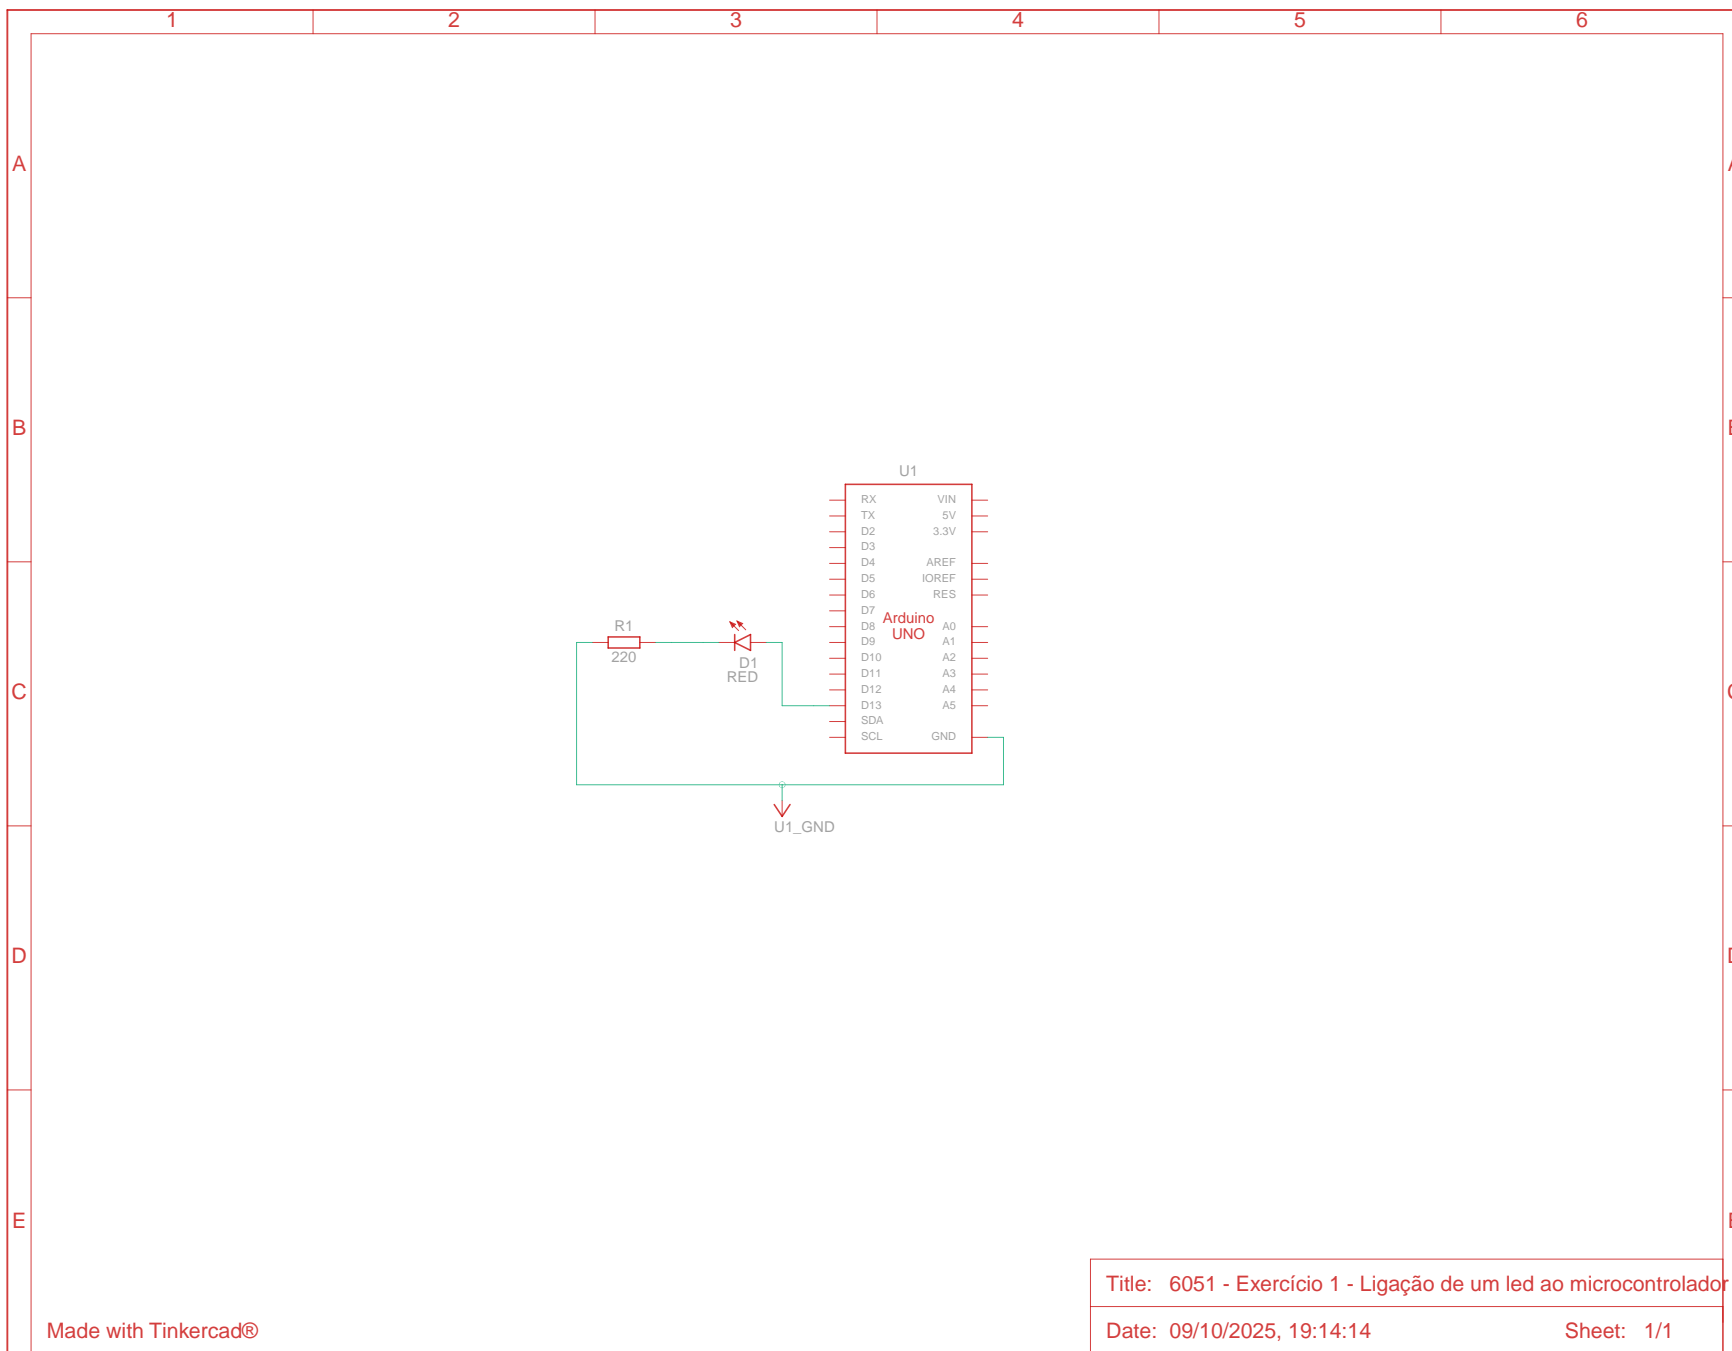 1 2 3 4 5 6
A
B
C
D
E
U1
RX VIN
TX 5V
D2 3.3V
D3
D4 AREF
D5 IOREF
D6 RES
D7
Arduino
D8 A0
UNO
D9 A1
D10 A2
D11 A3
D12 A4
D13 A5
SDA
SCL GND
R1
220
D1
RED
U1_GND
Title: 6051 - Exercício 1 - Ligação de um led ao microcontrolador
Made with Tinkercad®
Date: 09/10/2025, 19:14:14 Sheet: 1/1